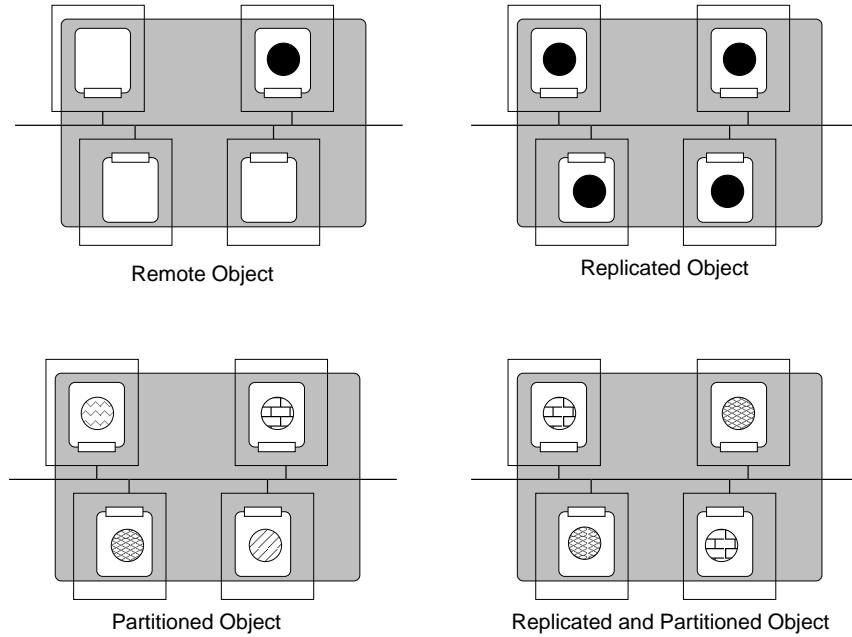 Remote Object
Replicated Object
Partitioned Object
Replicated and Partitioned Object